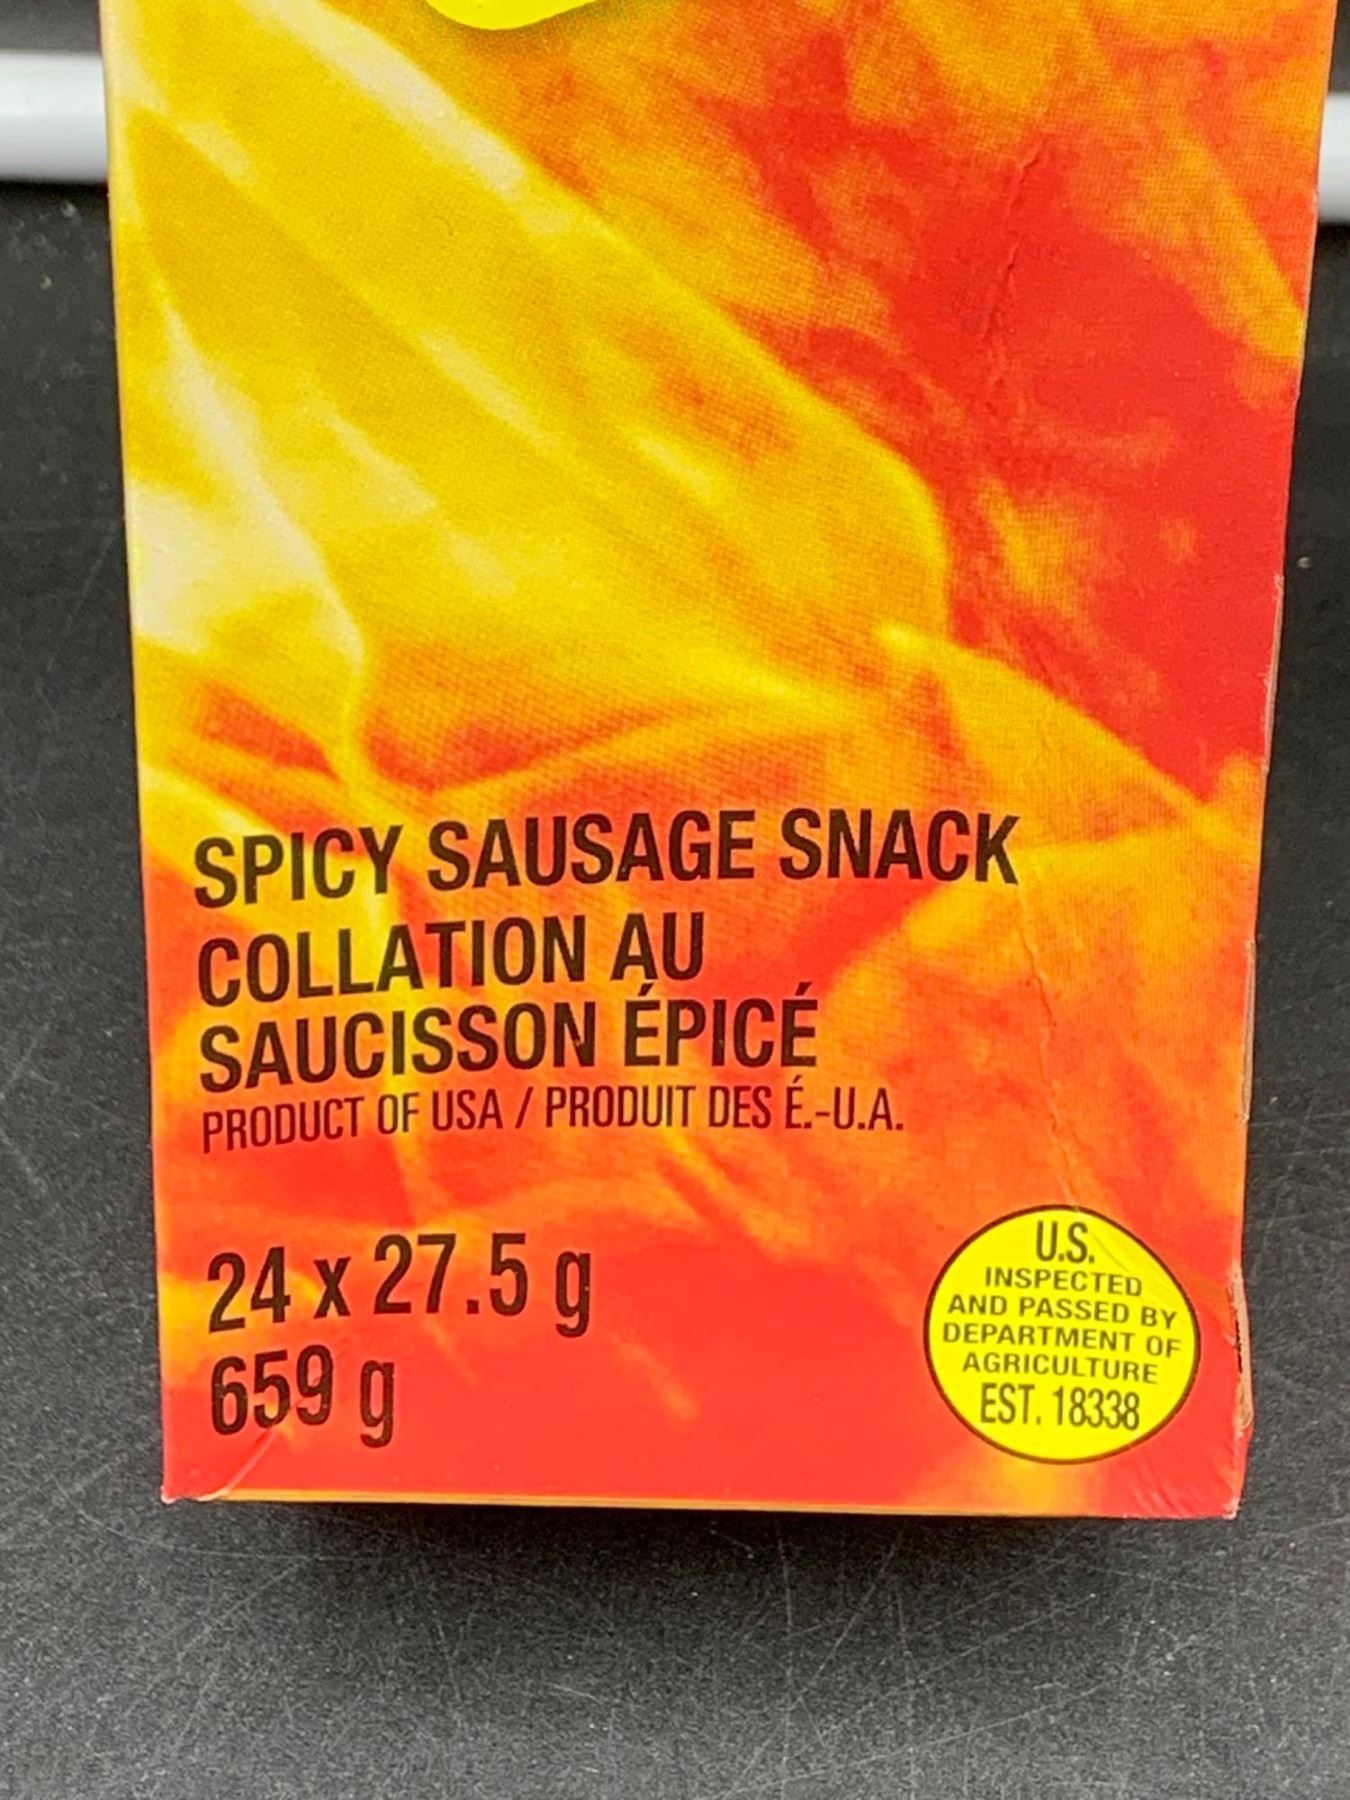 SPICY SAUSAGE SNACK
COLLATION AU
SAUCISSON ÉPICÉ
PRODUCT OF USA / PRODUIT DES É.-U.A.
24 x 27.5 g
659 g
U.S.
INSPECTED
AND PASSED BY
DEPARTMENT OF
AGRICULTURE
EST. 18338